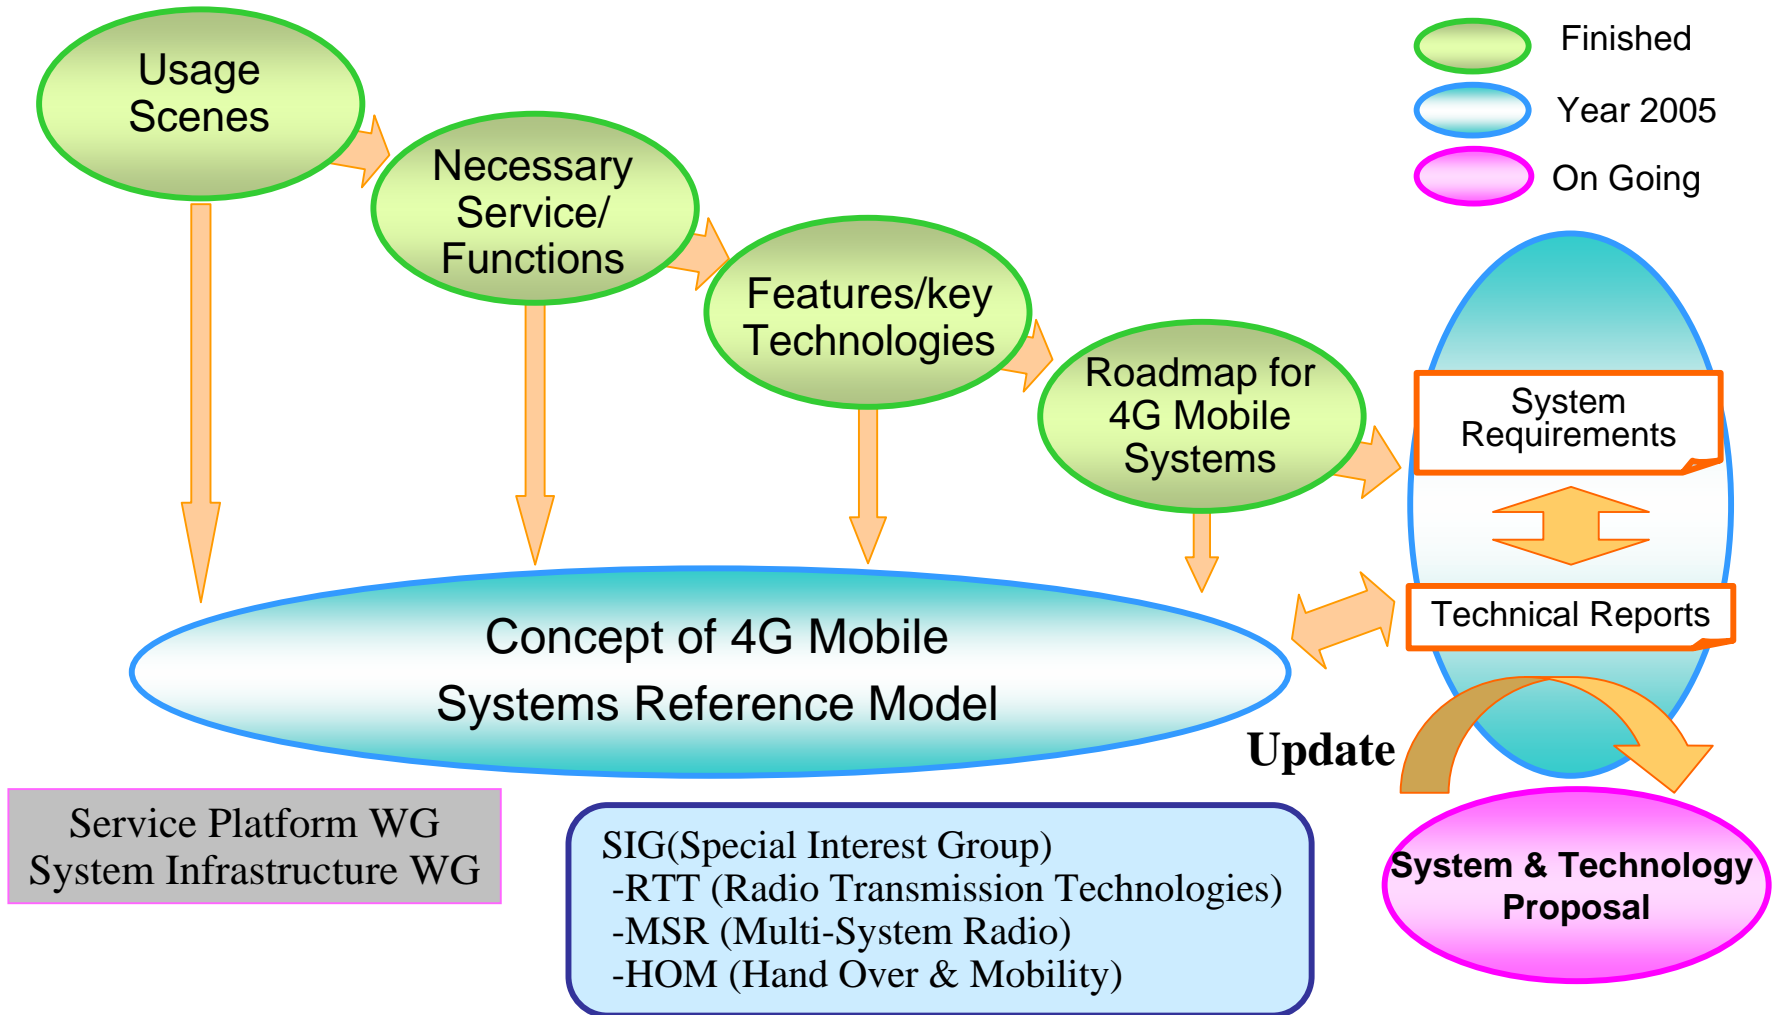 Usage
Scenes
Necessary
Service/
Functions
Features/key
Technologies
Roadmap for
4G Mobile
Systems
Finished
Year 2005
On Going
System
Requirements
Technical Reports
Concept of 4G Mobile
Systems Reference Model
Update
System & Technology
Proposal
Service Platform WG
System Infrastructure WG
SIG(Special Interest Group)
-RTT (Radio Transmission Technologies)
-MSR (Multi-System Radio)
-HOM (Hand Over & Mobility)